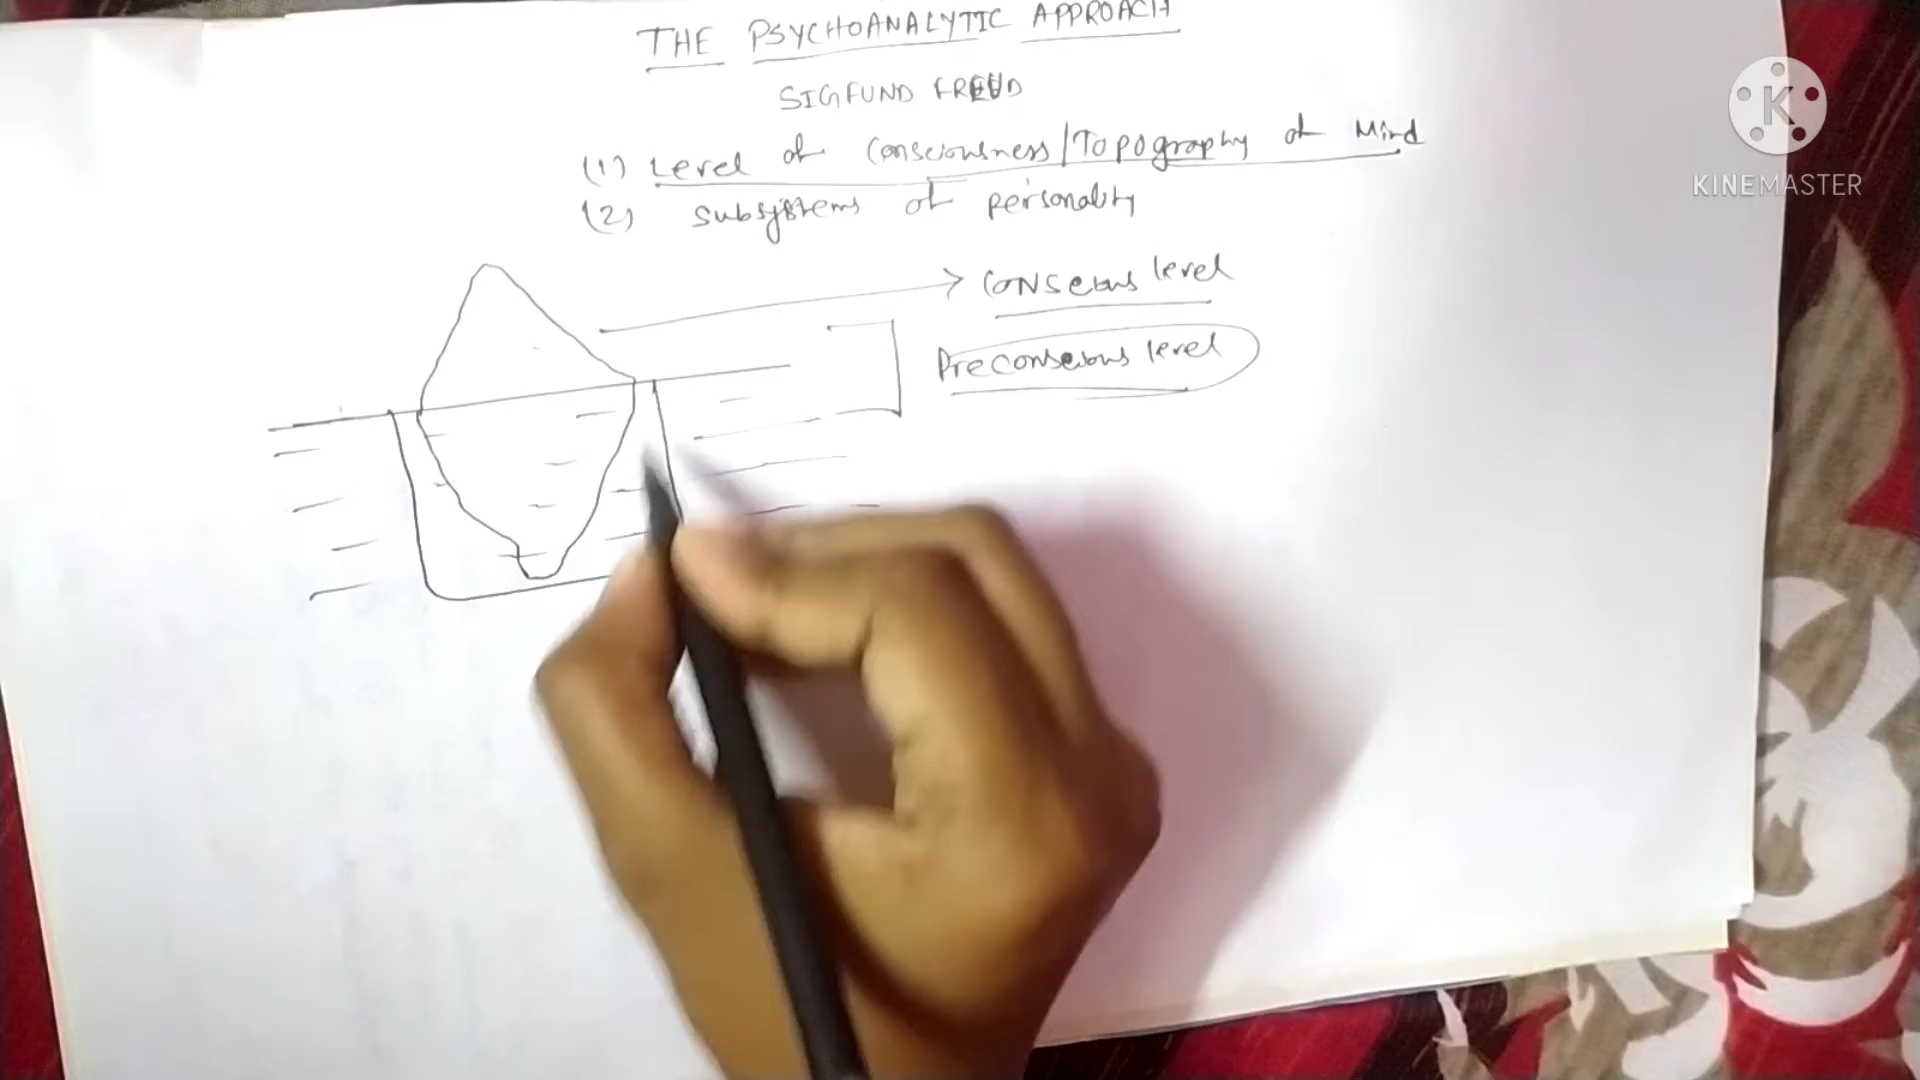 THE PSYCHOANALYTIC APPROACH
SIGFUND FREUD
(1) Level of Consciousness/Topography of Mind
(2) subsystems of personality
CONScious level
Preconscious level
K
KINEMASTER